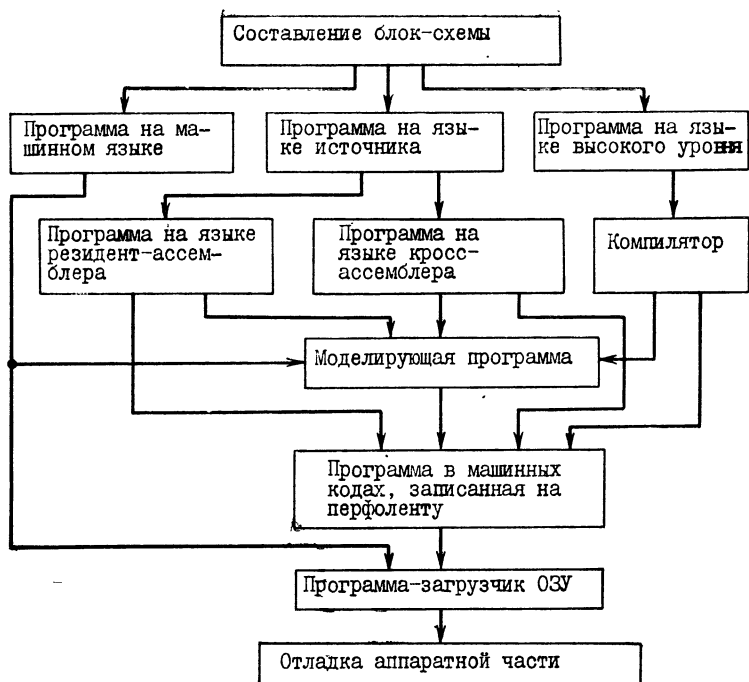 Составление блок-схемы
Программа на ма-
шинном языке
Программа на язы-
ке источника
Программа на язы-
ке высокого уровня
Программа на языке
резидент-ассем-
блера
Программа на
языке кросс-
ассемблера
Компилятор
Моделирующая программа
Программа в машинных
кодах, записанная на
перфоленту
Программа-загрузчик ОЗУ
Отладка аппаратной части